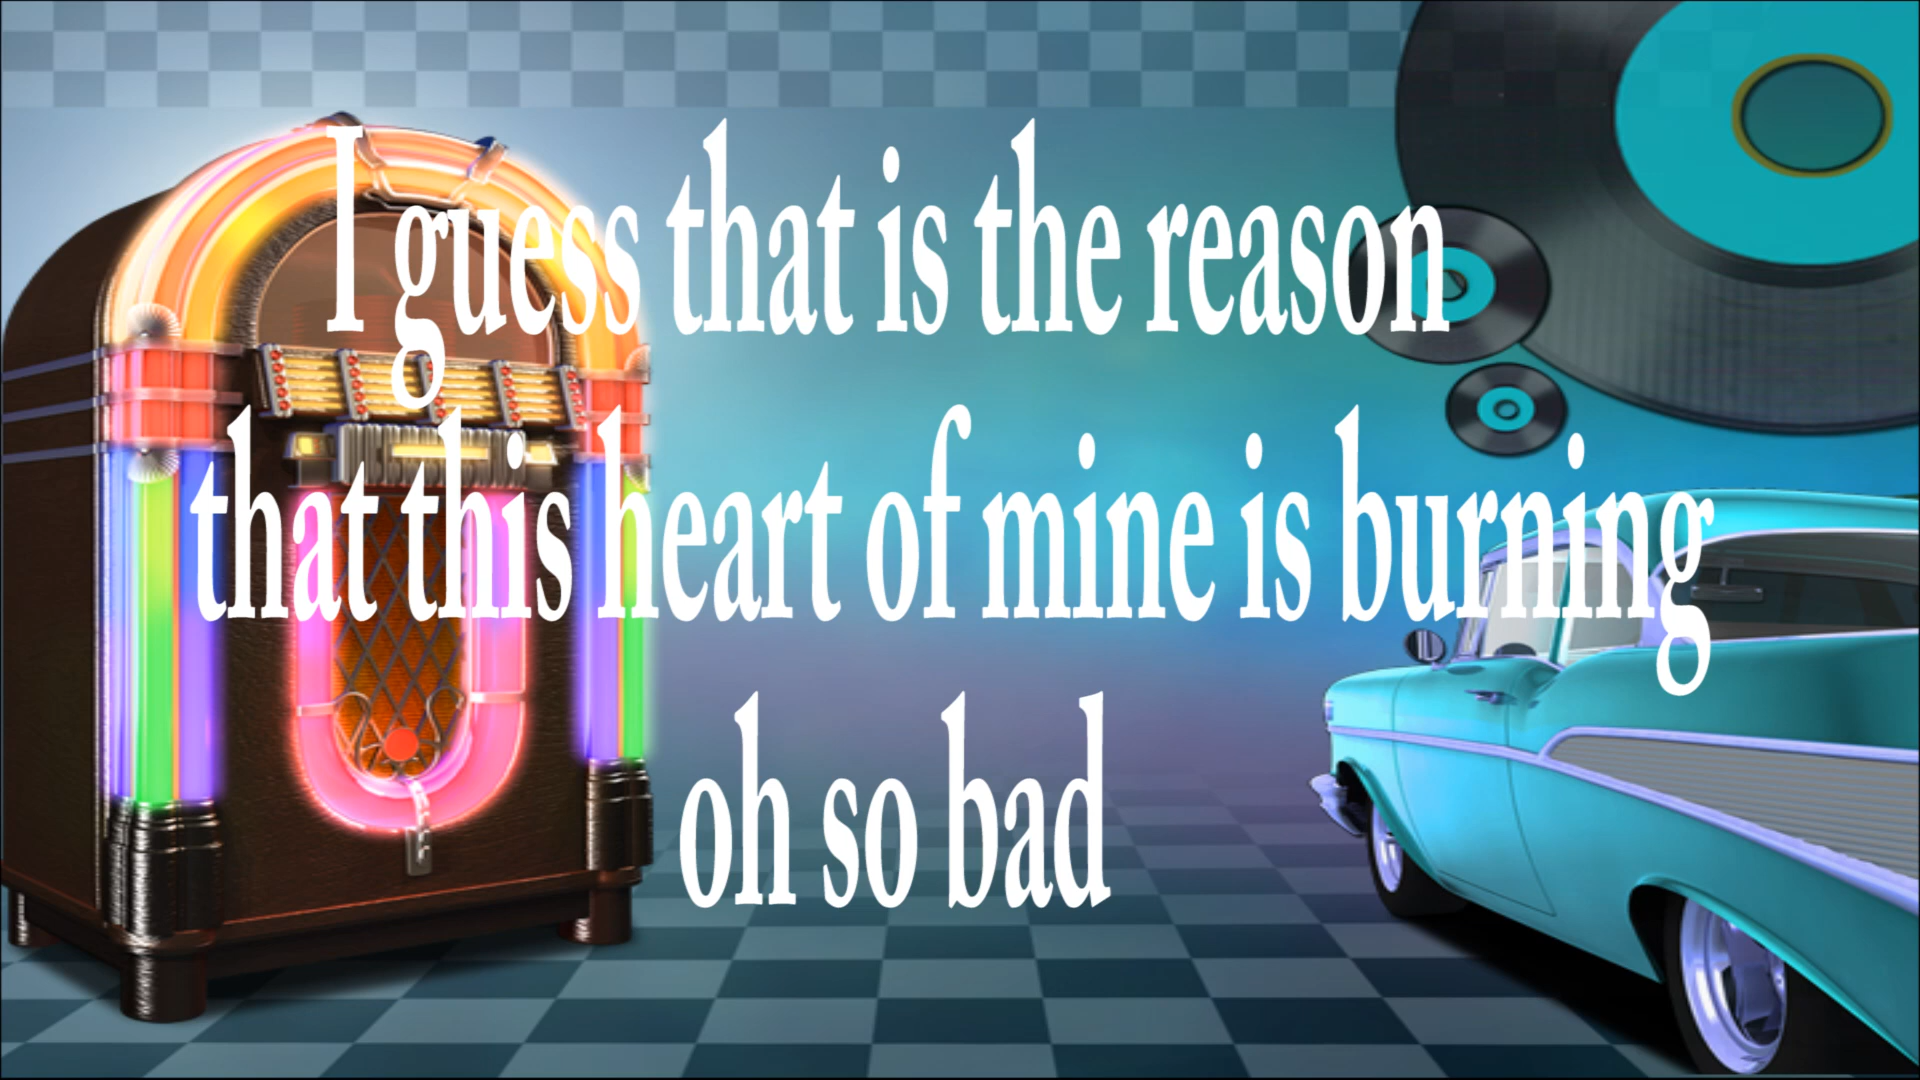 I guess that is the reason
that this heart of mine is burning
oh so bad